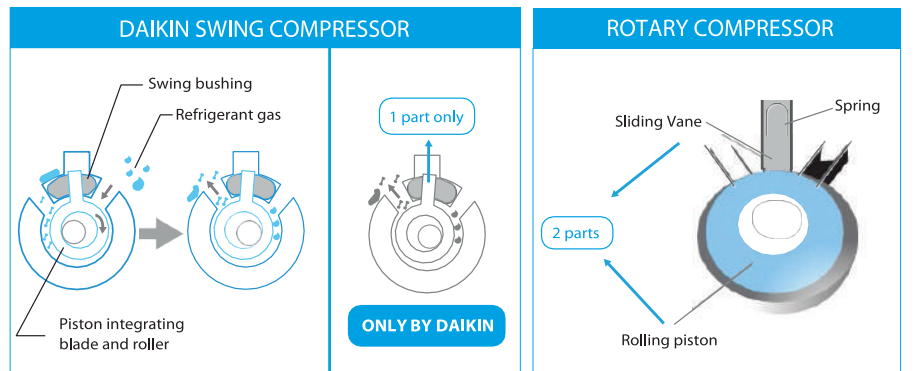 DAIKIN SWING COMPRESSOR
Swing bushing
Refrigerant gas
Piston integrating
blade and roller
1 part only
ONLY BY DAIKIN
ROTARY COMPRESSOR
Spring
Sliding Vane
2 parts
Rolling piston